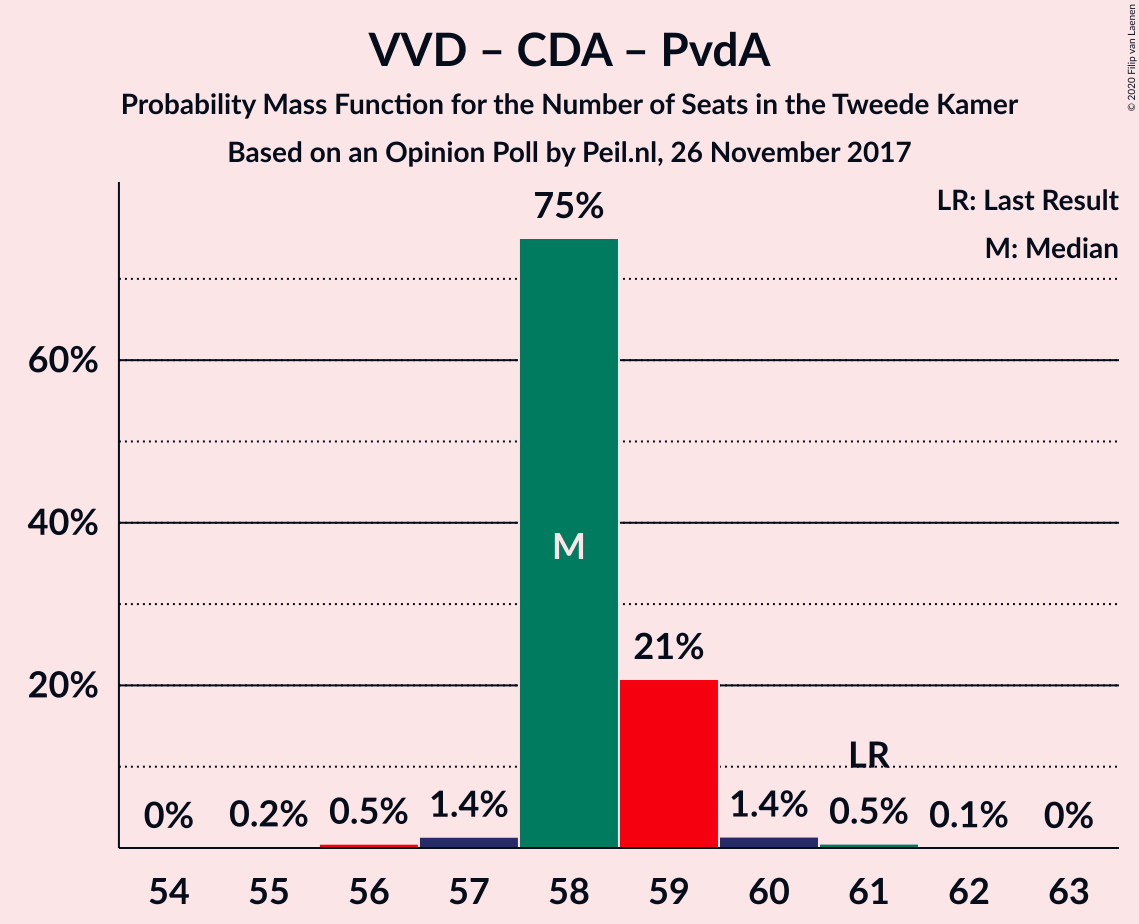 VVD – CDA – PvdA
Probability Mass Function for the Number of Seats in the Tweede Kamer
Based on an Opinion Poll by Peil.nl, 26 November 2017
© 2020 Filip van Laenen
LR: Last Result
M: Median
75%
60%
40%
M
21%
20%
LR
0% 0.2% 0.5% 1.4% 1.4% 0.5% 0.1% 0%
54 55 56 57 58 59 60 61 62 63